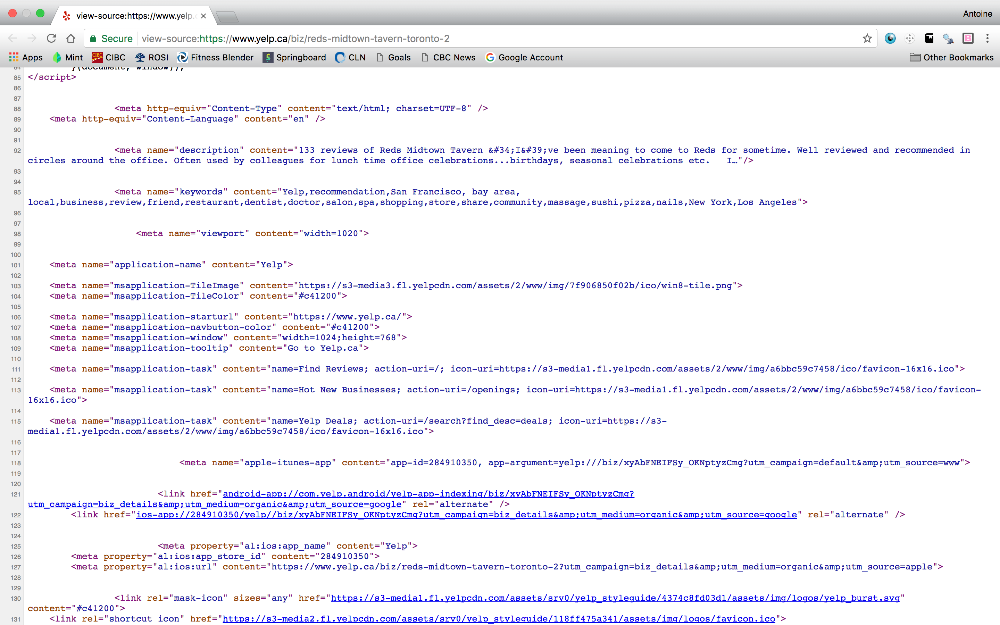 view-source:https://www.yelp.c
Antoine
Secure view-source:https://www.yelp.ca/biz/reds-midtown-tavern-toronto-2
Apps Mint CIBC CIBC ROSI Fitness Blender Springboard CLN Goals CBC News Google Account Other Bookmarks
84 }(document, window));
85 </script>
86
87
88 <meta http-equiv="Content-Type" content="text/html; charset=UTF-8" />
89 <meta http-equiv="Content-Language" content="en" />
90
91
92 <meta name="description" content="133 reviews of Reds Midtown Tavern &#34;I&#39;ve been meaning to come to Reds for sometime. Well reviewed and recommended in
circles around the office. Often used by colleagues for lunch time office celebrations...birthdays, seasonal celebrations etc.   I…"/>
93
94
95 <meta name="keywords" content="Yelp,recommendation,San Francisco, bay area,
local,business,review,friend,restaurant,dentist,doctor,salon,spa,shopping,store,share,community,massage,sushi,pizza,nails,New York,Los Angeles">
96
97
98 <meta name="viewport" content="width=1020">
99
100
101 <meta name="application-name" content="Yelp">
102
103 <meta name="msapplication-TileImage" content="https://s3-media3.fl.yelpcdn.com/assets/2/www/img/7f906850f02b/ico/win8-tile.png">
104 <meta name="msapplication-TileColor" content="#c41200">
105
106 <meta name="msapplication-starturl" content="https://www.yelp.ca/">
107 <meta name="msapplication-navbutton-color" content="#c41200">
108 <meta name="msapplication-window" content="width=1024;height=768">
109 <meta name="msapplication-tooltip" content="Go to Yelp.ca">
110
111 <meta name="msapplication-task" content="name=Find Reviews; action-uri=/; icon-uri=https://s3-media1.fl.yelpcdn.com/assets/2/www/img/a6bbc59c7458/ico/favicon-16x16.ico">
112
113 <meta name="msapplication-task" content="name=Hot New Businesses; action-uri=/openings; icon-uri=https://s3-media1.fl.yelpcdn.com/assets/2/www/img/a6bbc59c7458/ico/favicon-
16x16.ico">
114
115 <meta name="msapplication-task" content="name=Yelp Deals; action-uri=/search?find_desc=deals; icon-uri=https://s3-
media1.fl.yelpcdn.com/assets/2/www/img/a6bbc59c7458/ico/favicon-16x16.ico">
116
117
118 <meta name="apple-itunes-app" content="app-id=284910350, app-argument=yelp:///biz/xyAbFNEIFSy_OKNptyzCmg?utm_campaign=default&amp;utm_source=www">
119
120
121 <link href="android-app://com.yelp.android/yelp-app-indexing/biz/xyAbFNEIFSy_OKNptyzCmg?
utm_campaign=biz_details&amp;utm_medium=organic&amp;utm_source=google" rel="alternate" />
122 <link href="ios-app://284910350/yelp//biz/xyAbFNEIFSy_OKNptyzCmg?utm_campaign=biz_details&amp;utm_medium=organic&amp;utm_source=google" rel="alternate" />
123
124
125 <meta property="al:ios:app_name" content="Yelp">
126 <meta property="al:ios:app_store_id" content="284910350">
127 <meta property="al:ios:url" content="https://www.yelp.ca/biz/reds-midtown-tavern-toronto-2?utm_campaign=biz_details&amp;utm_medium=organic&amp;utm_source=apple">
128
129
130 <link rel="mask-icon" sizes="any" href="https://s3-media1.fl.yelpcdn.com/assets/srv0/yelp_styleguide/4374c8fd03d1/assets/img/logos/yelp_burst.svg"
content="#c41200">
131 <link rel="shortcut icon" href="https://s3-media2.fl.yelpcdn.com/assets/srv0/yelp_styleguide/118ff475a341/assets/img/logos/favicon.ico">